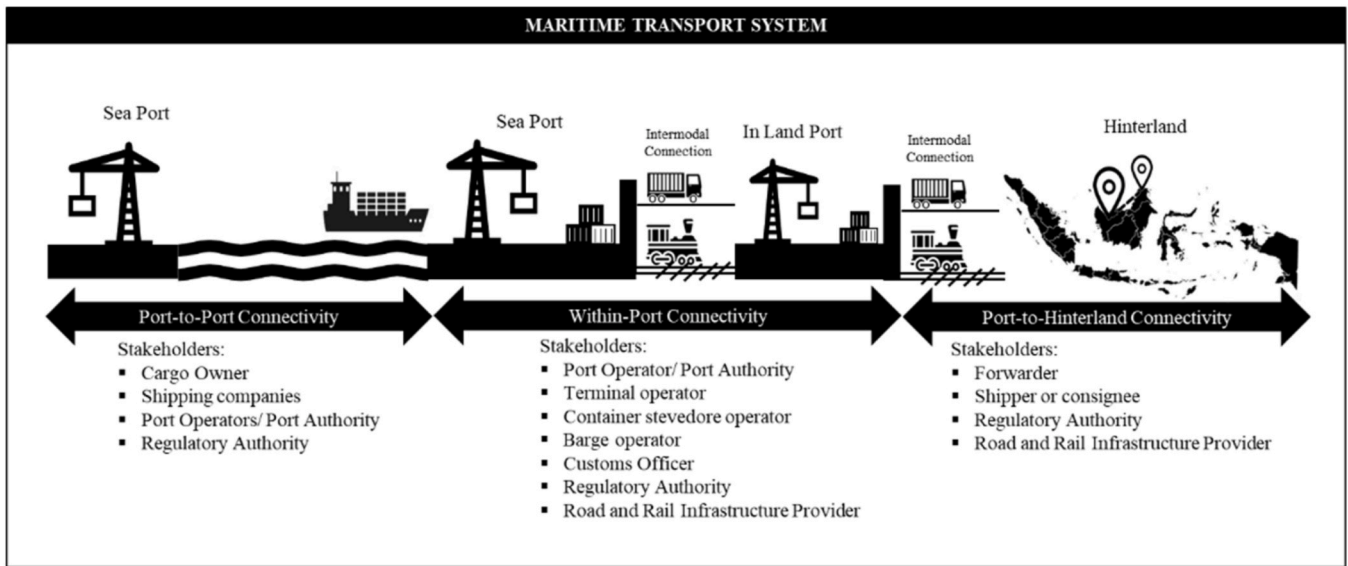 MARITIME TRANSPORT SYSTEM
Sea Port
Sea Port
Intermodal
Connection
In Land Port
Intermodal
Connection
Hinterland
Port-to-Port Connectivity
Within-Port Connectivity
Port-to-Hinterland Connectivity
Stakeholders:
▪ Cargo Owner
▪ Shipping companies
▪ Port Operators/ Port Authority
▪ Regulatory Authority
Stakeholders:
▪ Port Operator/ Port Authority
▪ Terminal operator
▪ Container stevedore operator
▪ Barge operator
▪ Customs Officer
▪ Regulatory Authority
▪ Road and Rail Infrastructure Provider
Stakeholders:
▪ Forwarder
▪ Shipper or consignee
▪ Regulatory Authority
▪ Road and Rail Infrastructure Provider